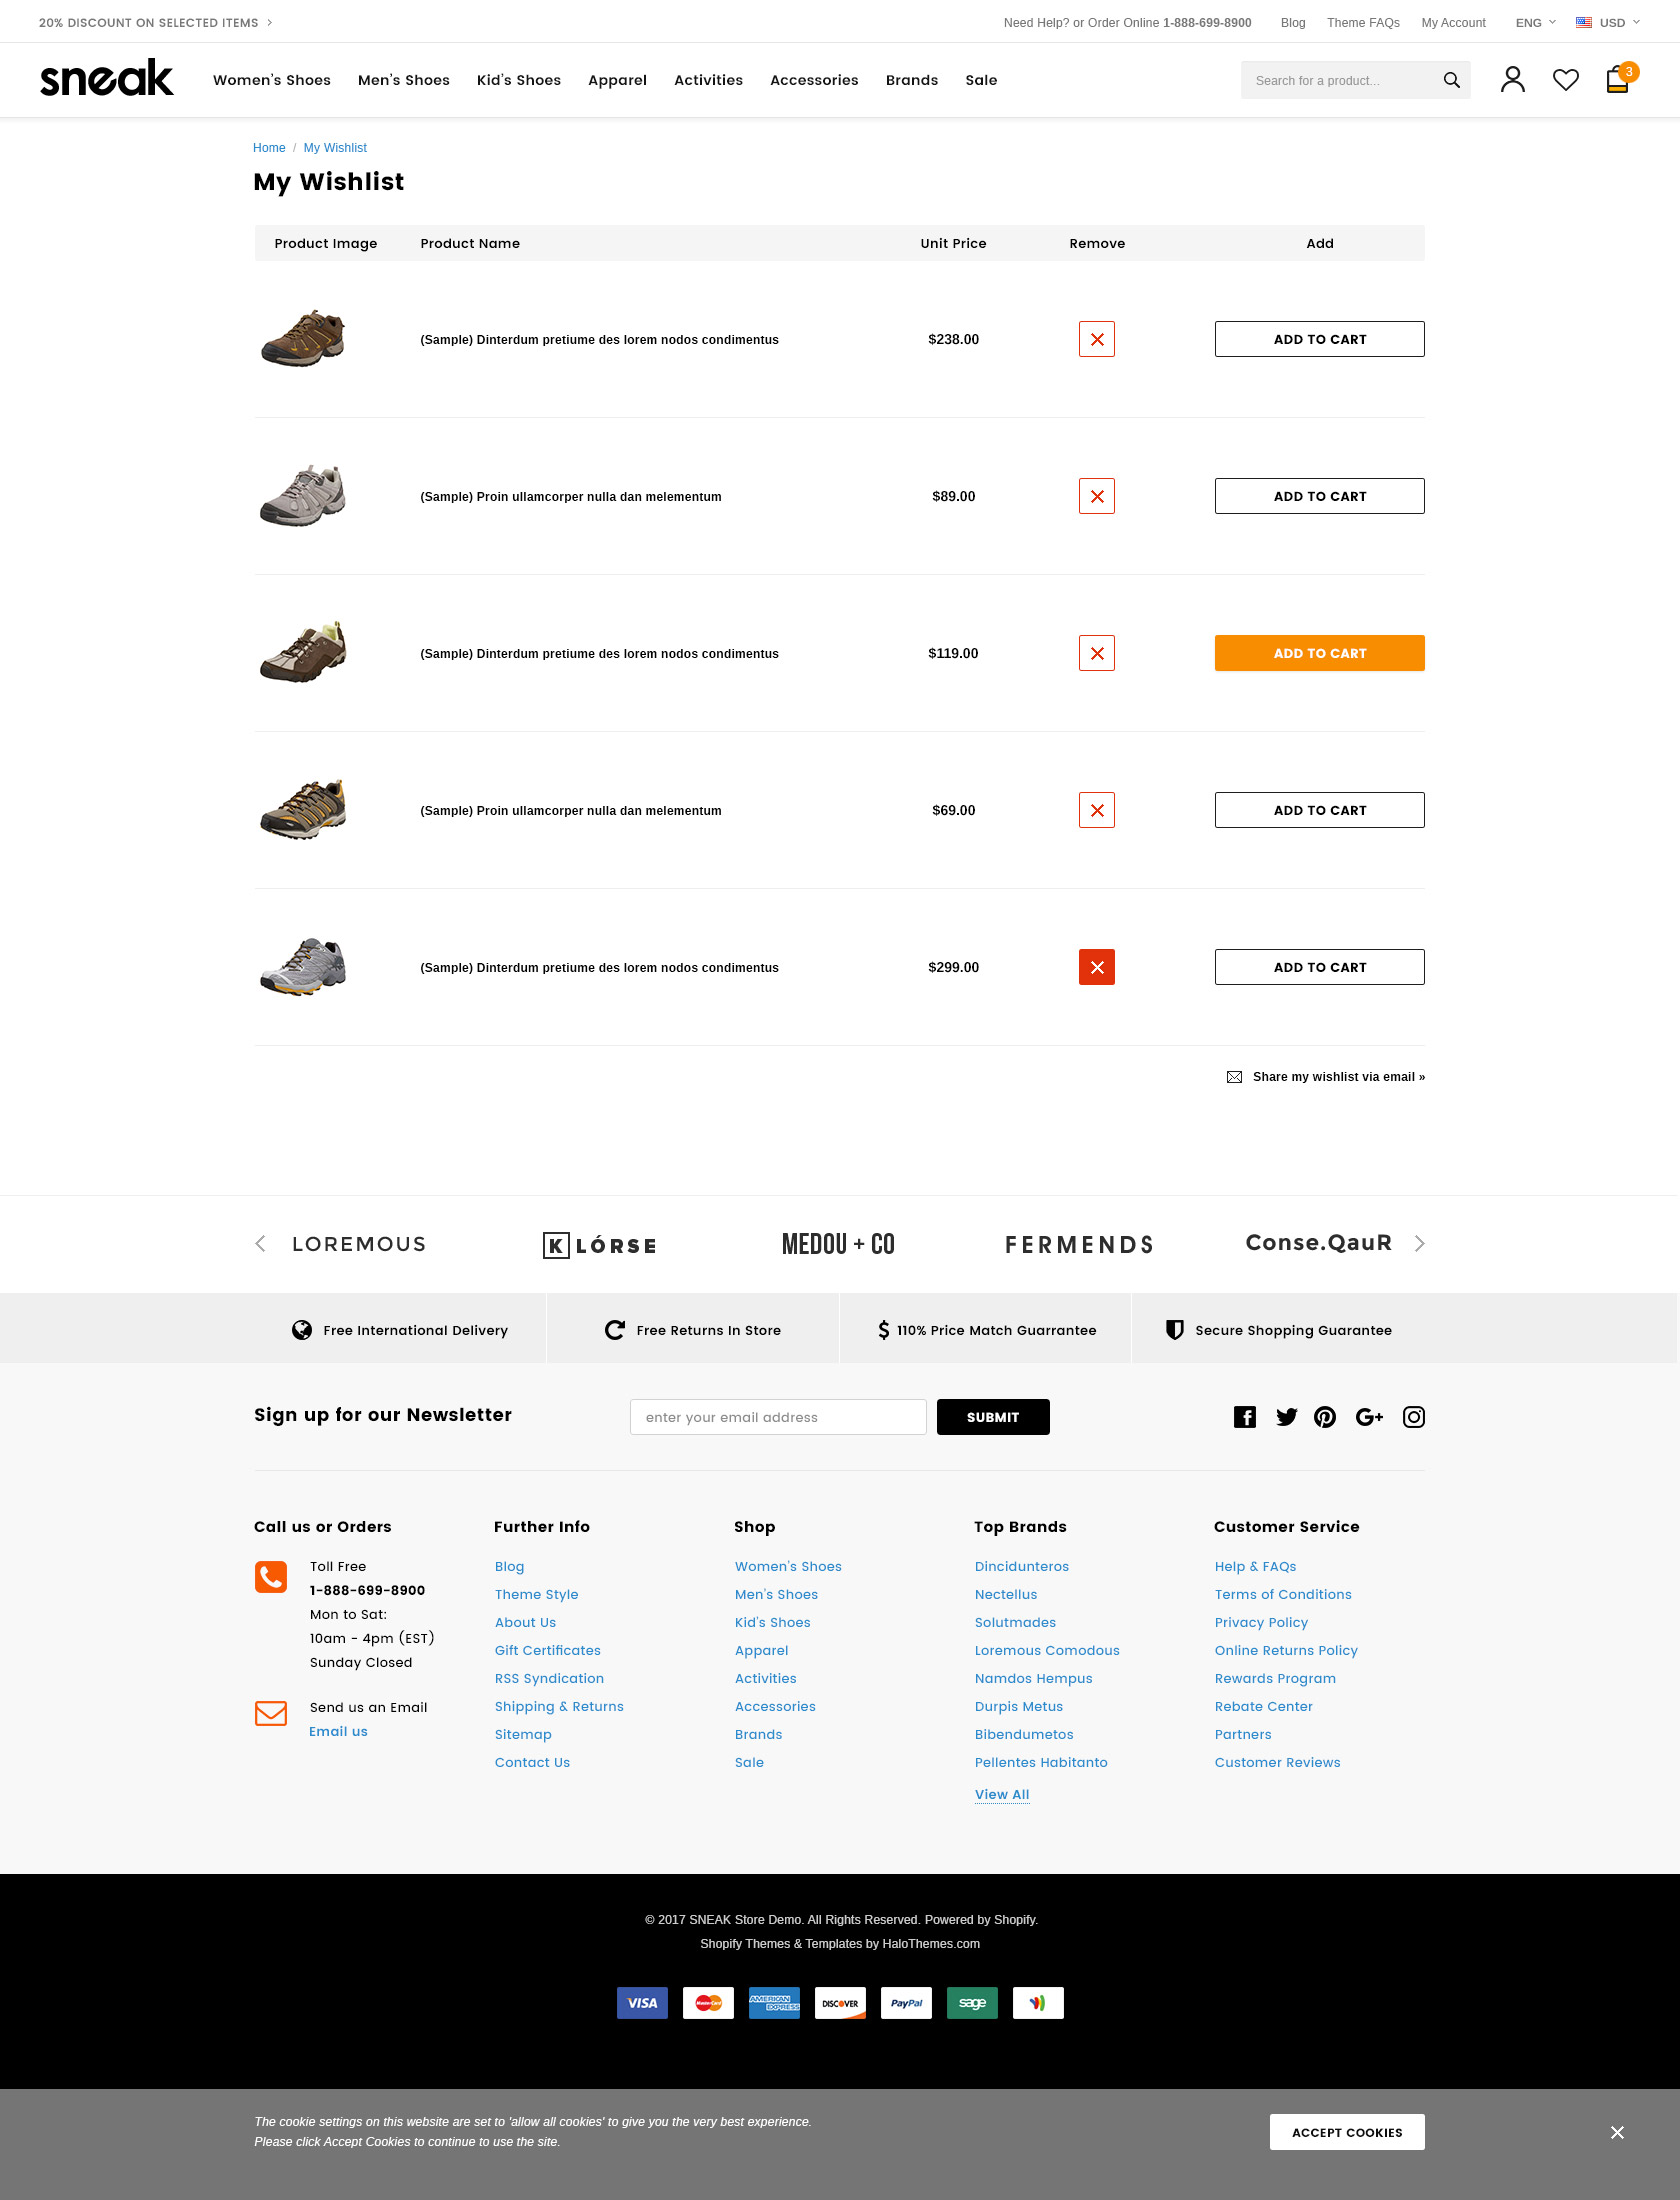 20% DISCOUNT ON SELECTED ITEMS
Need Help? or Order Online 1-888-699-8900 Blog Theme FAQs My Account ENG USD
sneak Women's Shoes Men's Shoes Kid's Shoes Apparel Activities Accessories Brands Sale Search for a product... 3
Home / My Wishlist
My Wishlist
Product Image Product Name Unit Price Remove Add
(Sample) Dinterdum pretiume des lorem nodos condimentus $238.00 ADD TO CART
(Sample) Proin ullamcorper nulla dan melementum $89.00 ADD TO CART
(Sample) Dinterdum pretiume des lorem nodos condimentus $119.00 ADD TO CART
(Sample) Proin ullamcorper nulla dan melementum $69.00 ADD TO CART
(Sample) Dinterdum pretiume des lorem nodos condimentus $299.00 ADD TO CART
Share my wishlist via email »
LOREMOUS K LÓRSE MEDOU + CO FERMENDS Conse.QauR
Free International Delivery Free Returns In Store $ 110% Price Match Guarrantee Secure Shopping Guarantee
Sign up for our Newsletter enter your email address SUBMIT
Call us or Orders
Toll Free
1-888-699-8900
Mon to Sat:
10am - 4pm (EST)
Sunday Closed
Send us an Email
Email us
Further Info
Blog
Theme Style
About Us
Gift Certificates
RSS Syndication
Shipping & Returns
Sitemap
Contact Us
Shop
Women's Shoes
Men's Shoes
Kid's Shoes
Apparel
Activities
Accessories
Brands
Sale
Top Brands
Dincidunteros
Nectellus
Solutmades
Loremous Comodous
Namdos Hempus
Durpis Metus
Bibendumetos
Pellentes Habitanto
View All
Customer Service
Help & FAQs
Terms of Conditions
Privacy Policy
Online Returns Policy
Rewards Program
Rebate Center
Partners
Customer Reviews
© 2017 SNEAK Store Demo. All Rights Reserved. Powered by Shopify.
Shopify Themes & Templates by HaloThemes.com
VISA MasterCard AMERICAN EXPRESS DISCOVER PayPal sage
The cookie settings on this website are set to 'allow all cookies' to give you the very best experience.
Please click Accept Cookies to continue to use the site.
ACCEPT COOKIES